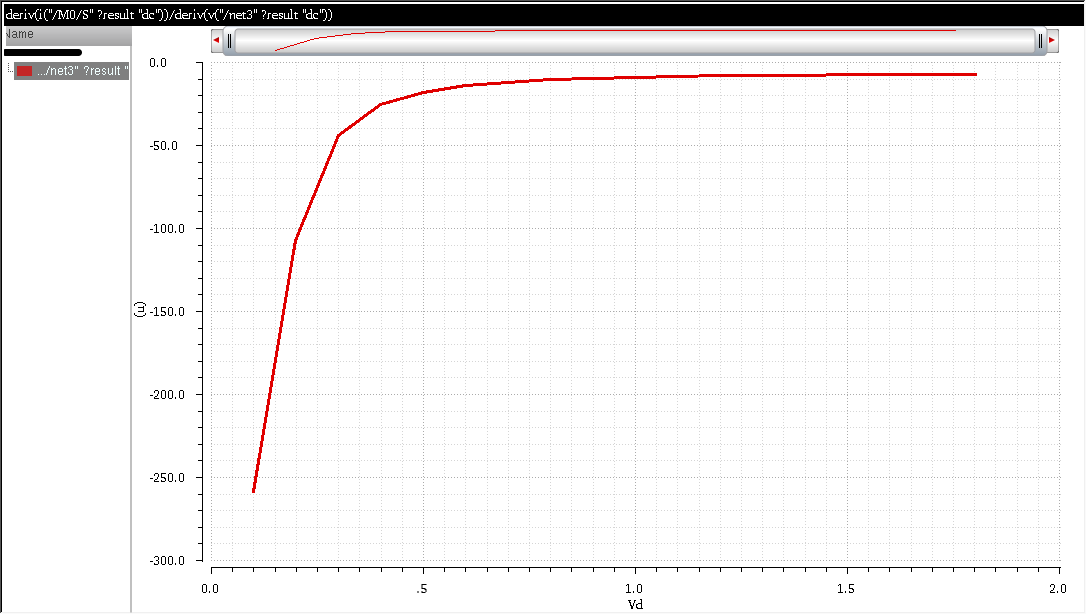 deriv(i("/M0/S" ?result "dc"))/deriv(v("/net3" ?result "dc"))
Name
.../net3" ?result "
0.0
-50.0
-100.0
(u)
-150.0
-200.0
-250.0
-300.0
0.0 .5 1.0 1.5 2.0
Vd